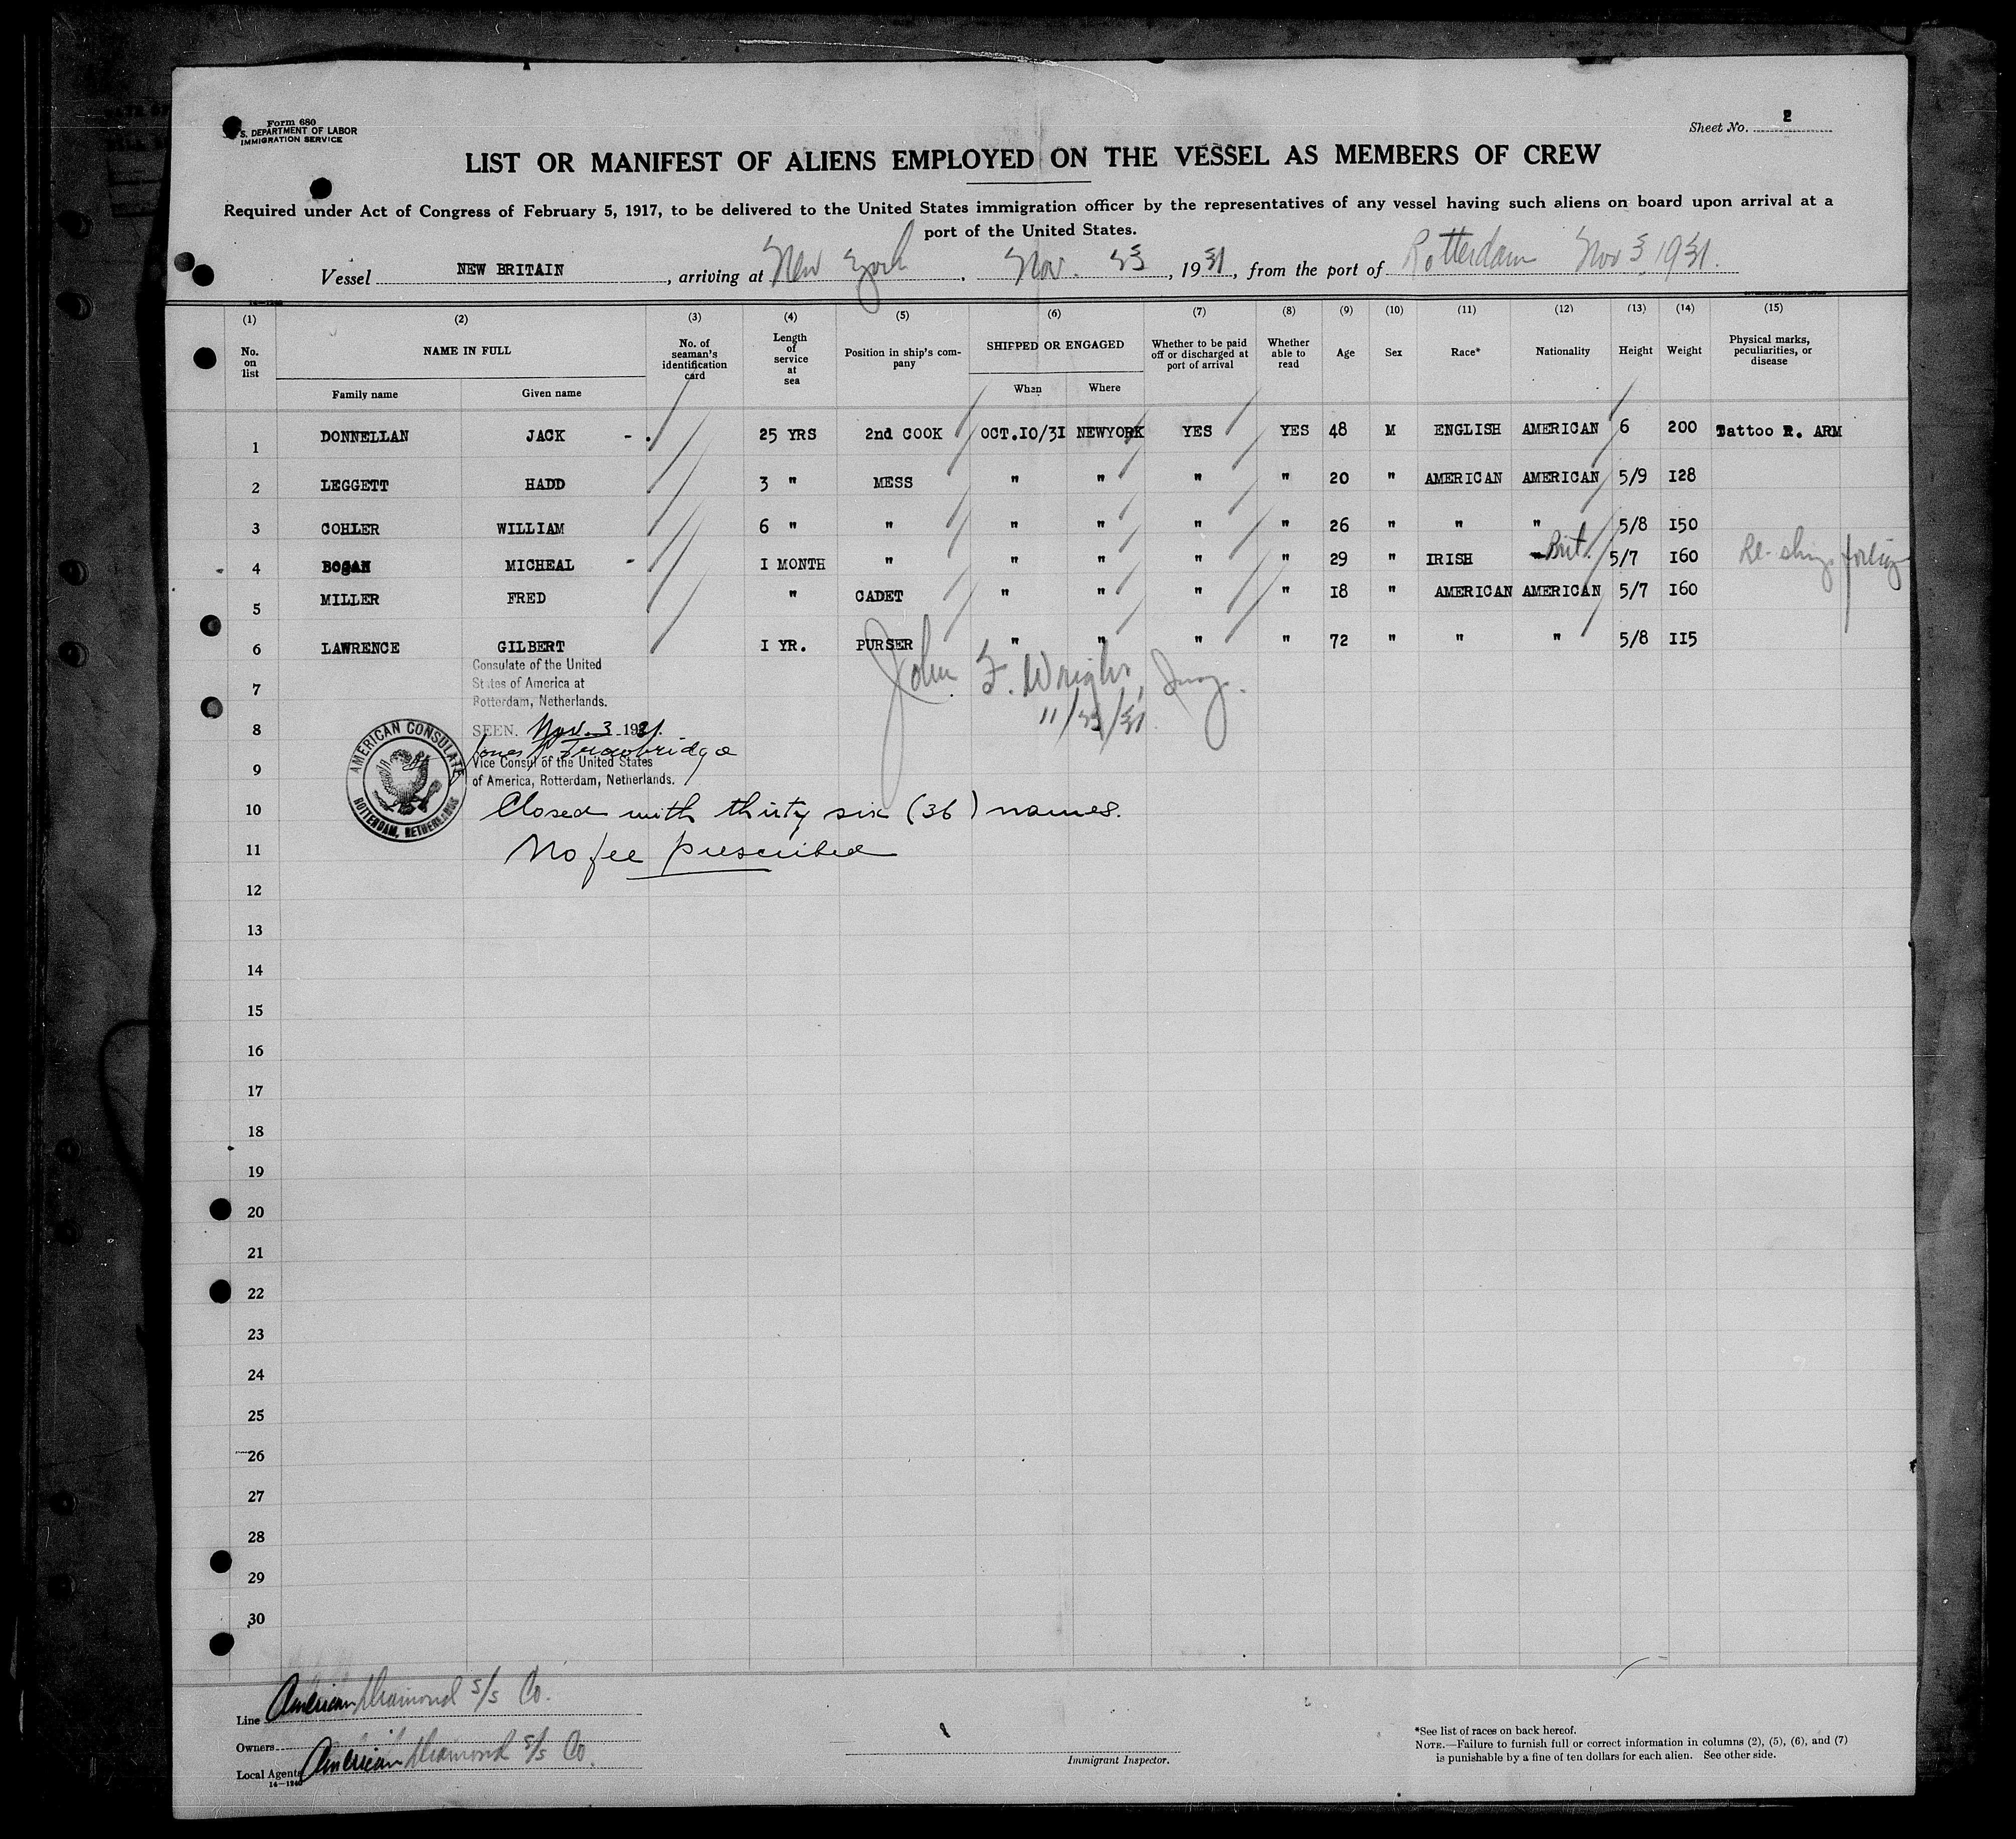 Form 680
S. DEPARTMENT OF LABOR
IMMIGRATION SERVICE
Sheet No. 2
LIST OR MANIFEST OF ALIENS EMPLOYED ON THE VESSEL AS MEMBERS OF CREW
Required under Act of Congress of February 5, 1917, to be delivered to the United States immigration officer by the representatives of any vessel having such aliens on board upon arrival at a
port of the United States.
Vessel NEW BRITAIN, arriving at New York, Nov. 23, 1931, from the port of Rotterdam Nov 3, 1931.
(1) (2) (3) (4) (5) (6) (7) (8) (9) (10) (11) (12) (13) (14) (15)
No. on list NAME IN FULL Family name Given name No. of seaman's identification card Length of service at sea Position in ship's company SHIPPED OR ENGAGED When Where Whether to be paid off or discharged at port of arrival Whether able to read Age Sex Race* Nationality Height Weight Physical marks, peculiarities, or disease
1 DONNELLAN JACK - 25 YRS 2nd COOK OCT.10/31 NEWYORK YES YES 48 M ENGLISH AMERICAN 6 200 Tattoo R. ARM
2 LEGGETT HADD 3 " MESS " " " " 20 " AMERICAN AMERICAN 5/9 128
3 COHLER WILLIAM 6 " " " " " " 26 " " " 5/8 150
4 BOGAN MICHEAL - 1 MONTH " " " " " 29 " IRISH Brit. 5/7 160 Re-ship foreign
5 MILLER FRED " CADET " " " " 18 " AMERICAN AMERICAN 5/7 160
6 LAWRENCE GILBERT 1 YR. PURSER " " " " 72 " " " 5/8 115
Consulate of the United
States of America at
Rotterdam, Netherlands.
John F. Wright, Insp.
11/23/31.
7
8 SEEN. Nov. 3 1931.
Trowbridge
AMERICAN CONSULATE
ROTTERDAM, NETHERLANDS
9 Vice Consul of the United States
of America, Rotterdam, Netherlands.
10 Closed with thirty six (36) names.
11 No fee prescribed
12
13
14
15
16
17
18
19
20
21
22
23
24
25
26
27
28
29
30
Line American Diamond S/S Co.
Owners
Local Agents American Diamond S/S Co.
14-1240
Immigrant Inspector.
*See list of races on back hereof.
NOTE.—Failure to furnish full or correct information in columns (2), (5), (6), and (7)
is punishable by a fine of ten dollars for each alien. See other side.